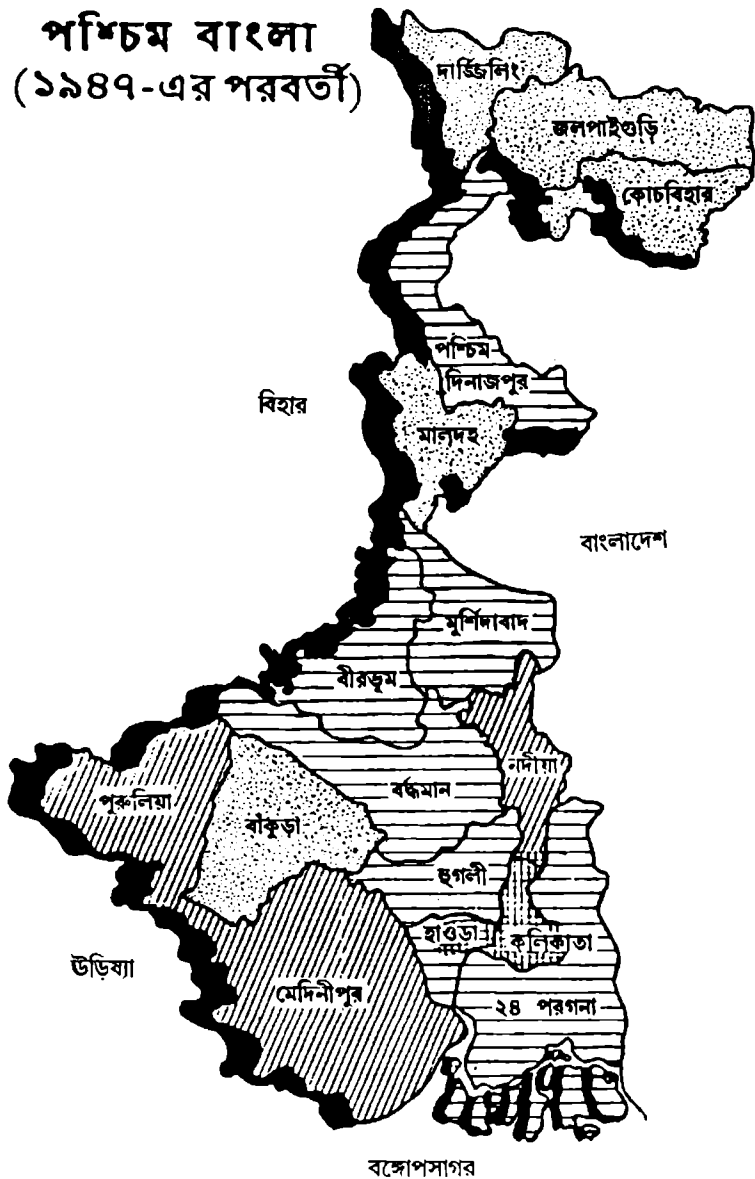 পশ্চিম বাংলা
(১৯৪৭-এর পরবর্তী)
দার্জ্জিলিং
জলপাইগুড়ি
কোচবিহার
পশ্চিম
দিনাজপুর
বিহার
মালদহ
বাংলাদেশ
মুর্শিদাবাদ
বীরভূম
নদীয়া
পুরুলিয়া
বর্দ্ধমান
বাঁকুড়া
হুগলী
হাওড়া
কলিকাতা
ঊড়িষ্যা
মেদিনীপুর
২৪ পরগনা
বঙ্গোপসাগর